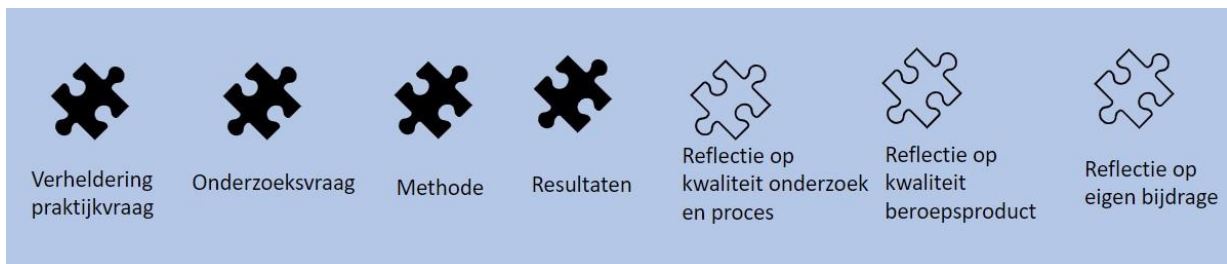 Verheldering
praktijkvraag
Onderzoeksvraag
Methode
Resultaten
Reflectie op
kwaliteit onderzoek
en proces
Reflectie op
kwaliteit
beroepsproduct
Reflectie op
eigen bijdrage